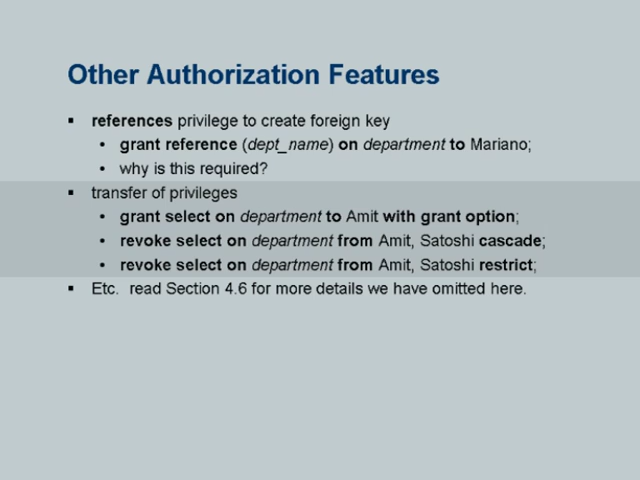 Other Authorization Features
▪ references privilege to create foreign key
• grant reference (dept_name) on department to Mariano;
• why is this required?
▪ transfer of privileges
• grant select on department to Amit with grant option;
• revoke select on department from Amit, Satoshi cascade;
• revoke select on department from Amit, Satoshi restrict;
▪ Etc. read Section 4.6 for more details we have omitted here.